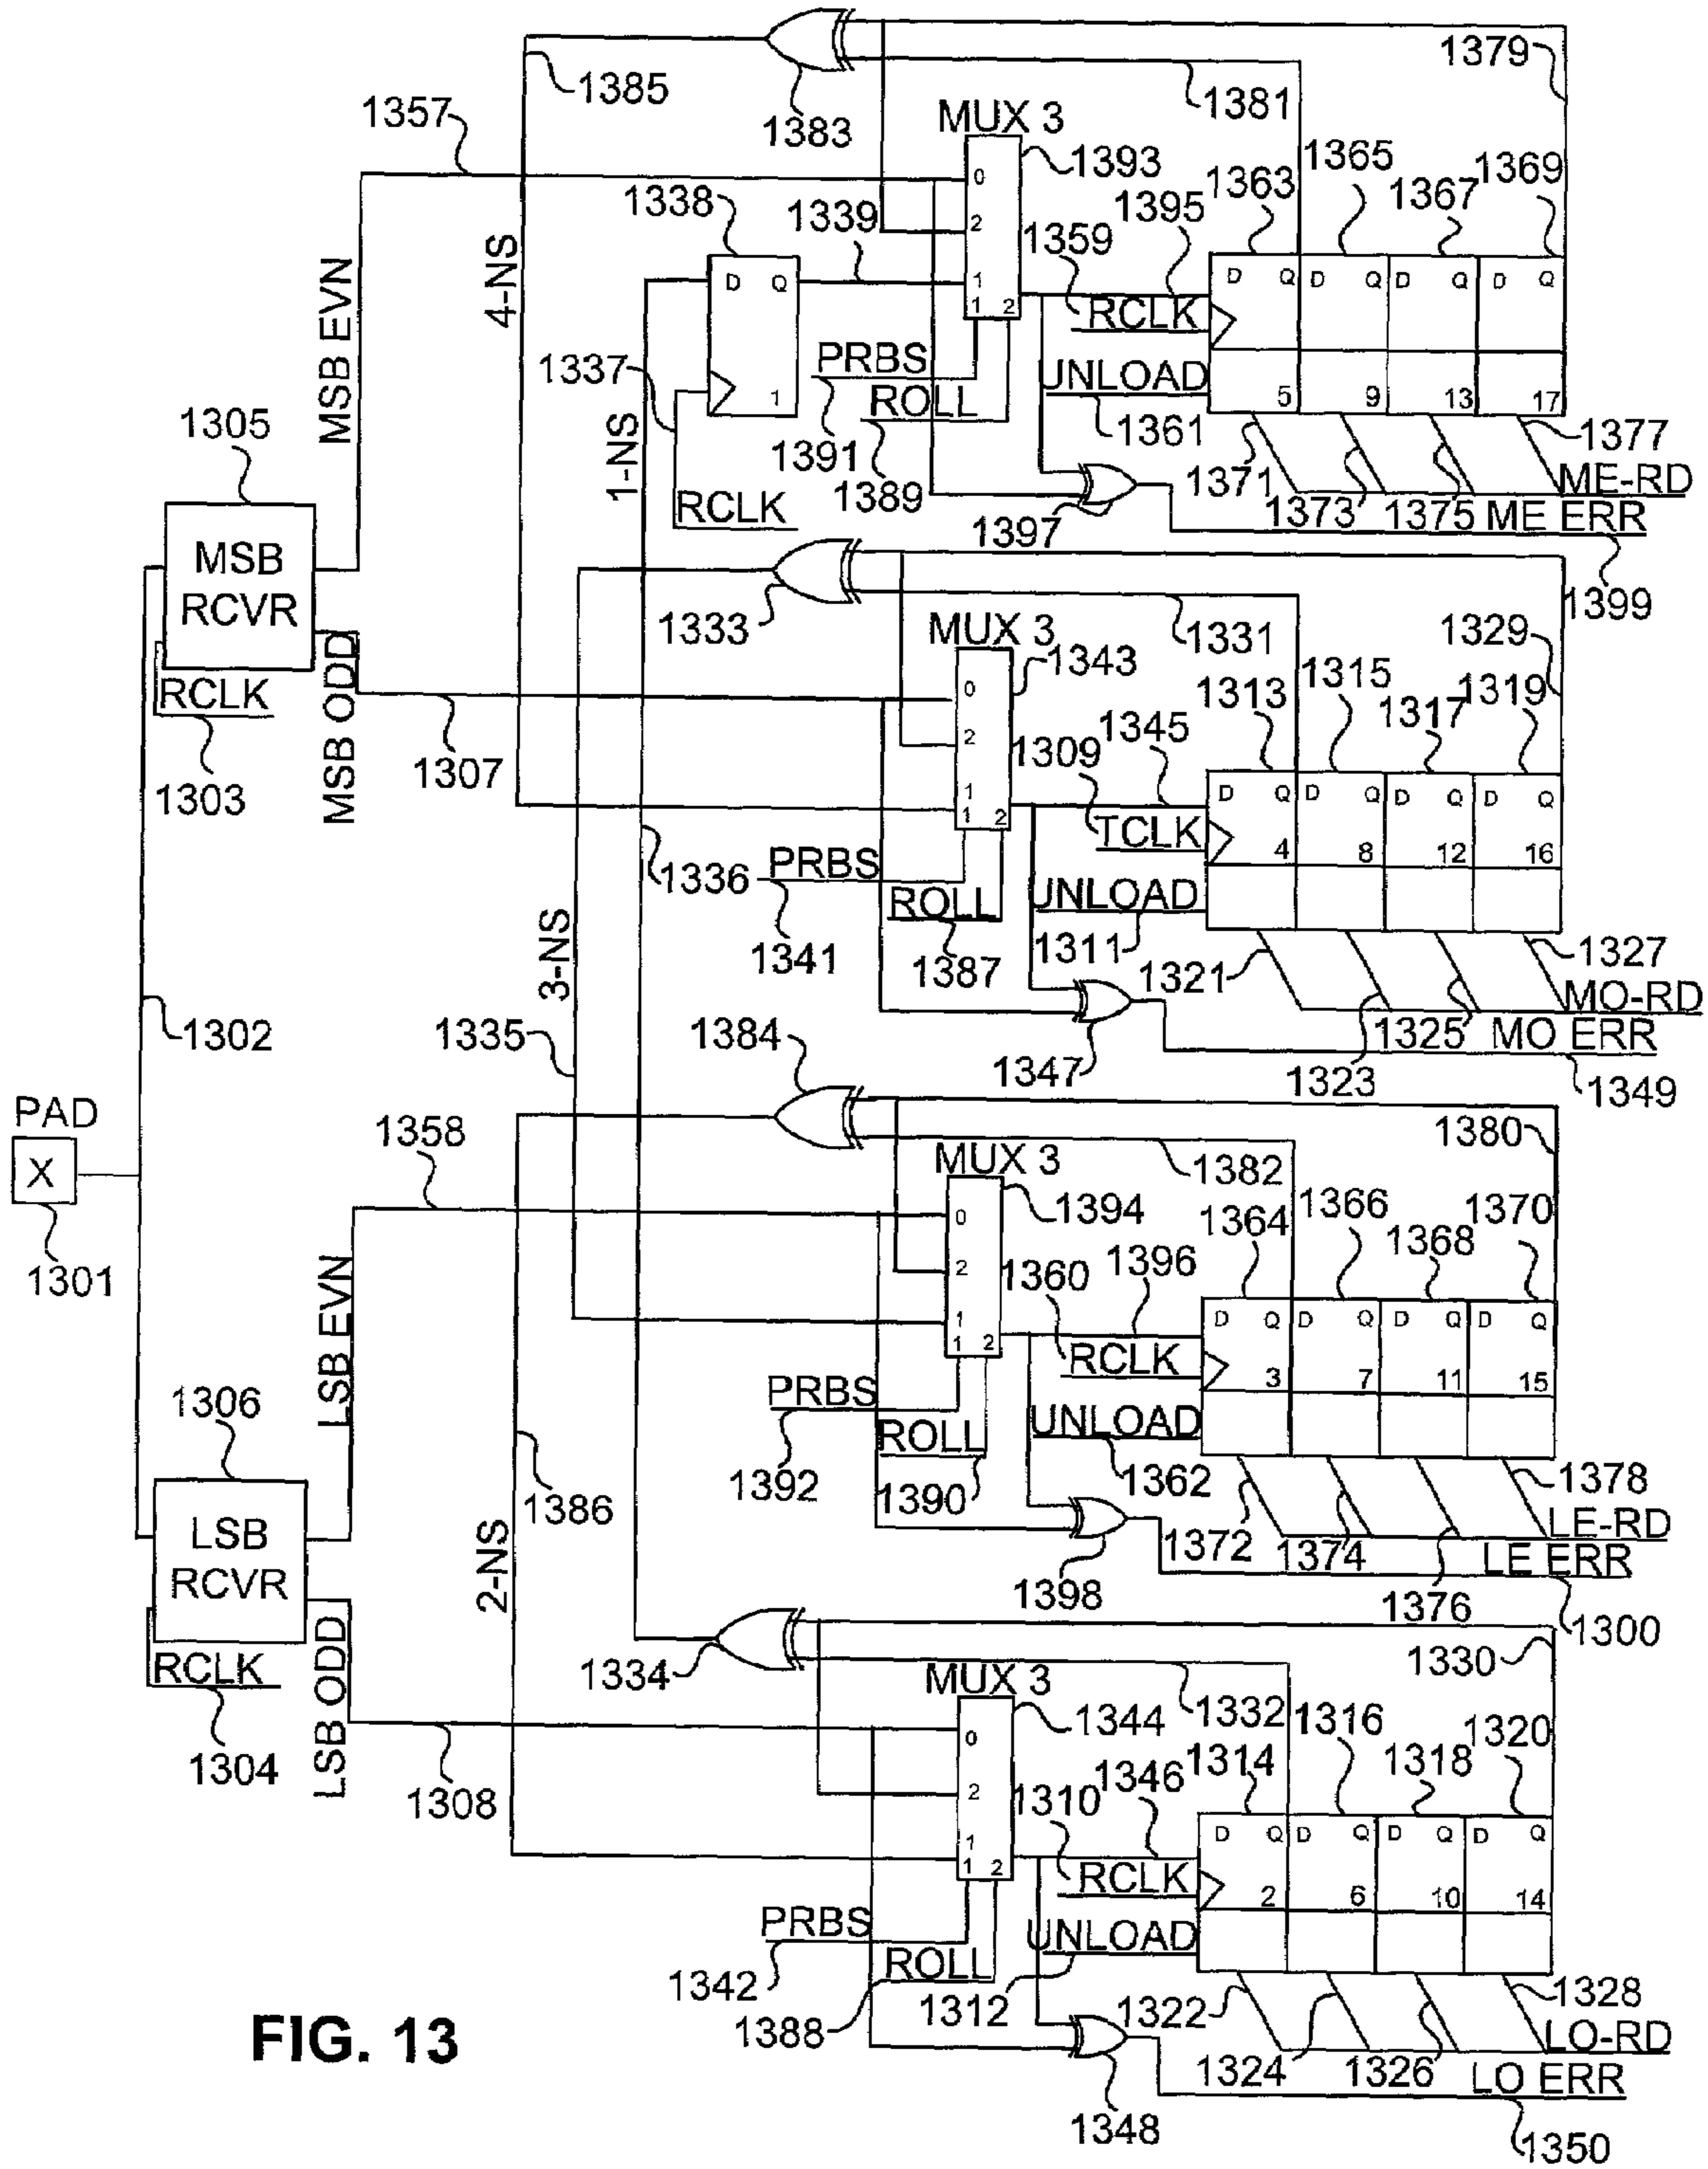 1379
1385
1381
1357
1383
MUX 3
1393
1365
1363
1369
1367
1338
1339
0
2
1
1 2
1395
1359
4-NS
MSB EVN
D Q
1
RCLK
D Q D Q D Q D Q
5 9 13 17
UNLOAD
1361
PRBS
ROLL
1391
1389
1337
1-NS
RCLK
1305
MSB
RCVR
RCLK
1303
MSB ODD
1371
1373
1375
1377
ME-RD
ME ERR
1397
1399
1333
1331
1329
MUX 3
1343
0
2
1
1 2
1313
1315
1317
1319
1307
1345
1309
TCLK
D Q D Q D Q D Q
4 8 12 16
UNLOAD
1311
1336
PRBS
ROLL
1341
1387
3-NS
1321
1323
1325
1327
MO-RD
MO ERR
1302
1335
1384
1347
1349
PAD
X
1301
1358
1380
1382
MUX 3
1394
0
2
1
1 2
1364
1366
1368
1370
1360
1396
RCLK
D Q D Q D Q D Q
3 7 11 15
UNLOAD
1362
LSB EVN
PRBS
ROLL
1392
1390
1306
LSB
RCVR
RCLK
1304
LSB ODD
1386
2-NS
1372
1374
1376
1378
LE-RD
LE ERR
1398
1300
1334
1332
1330
MUX 3
1344
0
2
1
1 2
1314
1316
1318
1320
1308
1310
1346
RCLK
D Q D Q D Q D Q
2 6 10 14
UNLOAD
1312
PRBS
ROLL
1342
1388
1322
1324
1326
1328
LO-RD
LO ERR
1348
1350
FIG. 13